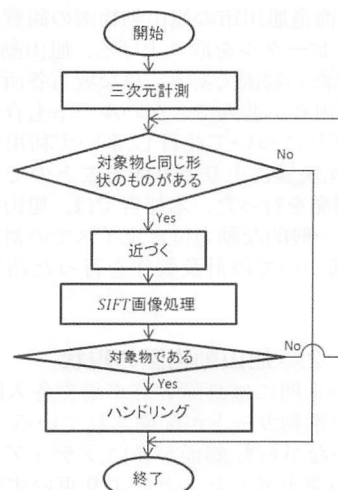 開始
三次元計測
対象物と同じ形
状のものがある
No
Yes
近づく
SIFT画像処理
対象物である
No
Yes
ハンドリング
終了